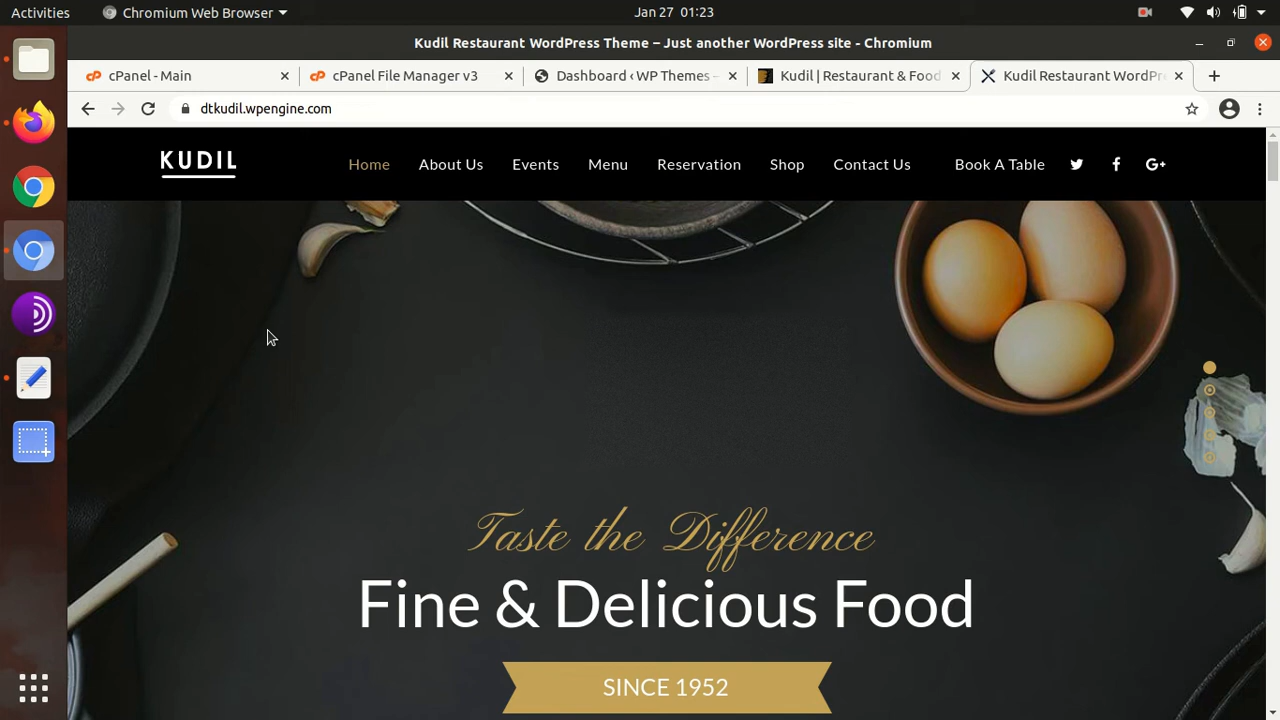 Activities Chromium Web Browser Jan 27 01:23
Kudil Restaurant WordPress Theme – Just another WordPress site - Chromium
cPanel - Main cPanel File Manager v3 Dashboard ‹ WP Themes – Kudil | Restaurant & Food Kudil Restaurant WordPr
dtkudil.wpengine.com
KUDIL Home About Us Events Menu Reservation Shop Contact Us Book A Table
Taste the Difference
Fine & Delicious Food
SINCE 1952